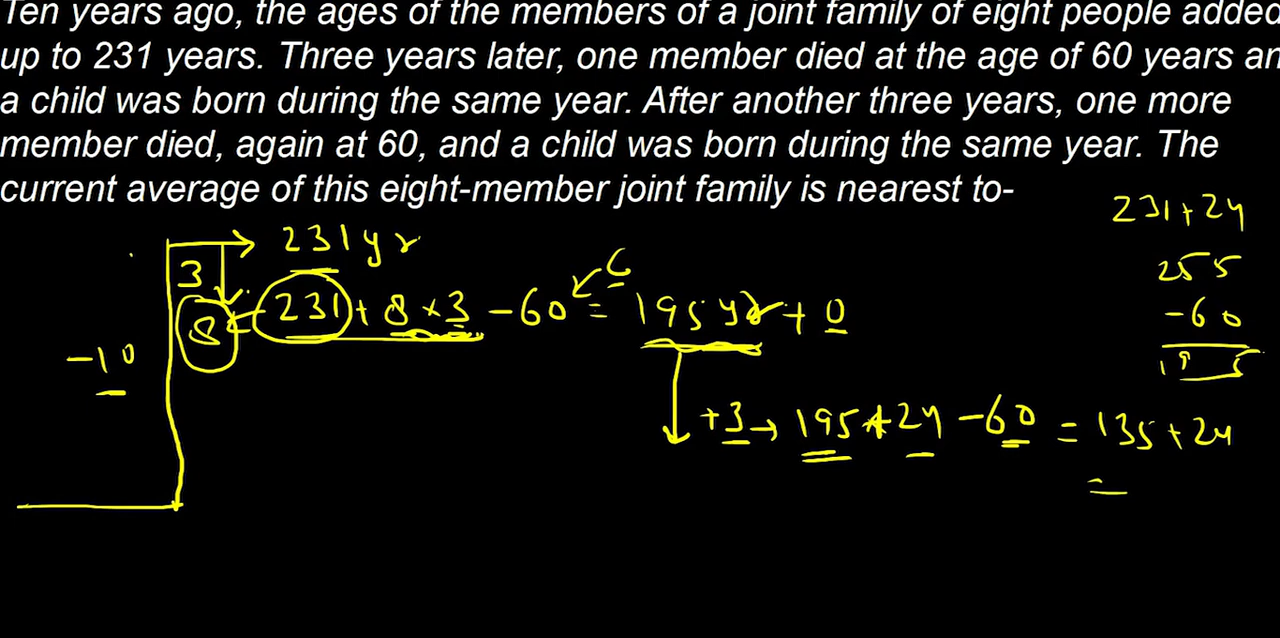 Ten years ago, the ages of the members of a joint family of eight people added
up to 231 years. Three years later, one member died at the age of 60 years an
a child was born during the same year. After another three years, one more
member died, again at 60, and a child was born during the same year. The
current average of this eight-member joint family is nearest to-
231 yr
231+24
3
255
8 231 + 8 × 3 - 60 = 195 yr + 0
-60
-10
195
+3 → 195 + 24 - 60 = 135 + 24
=